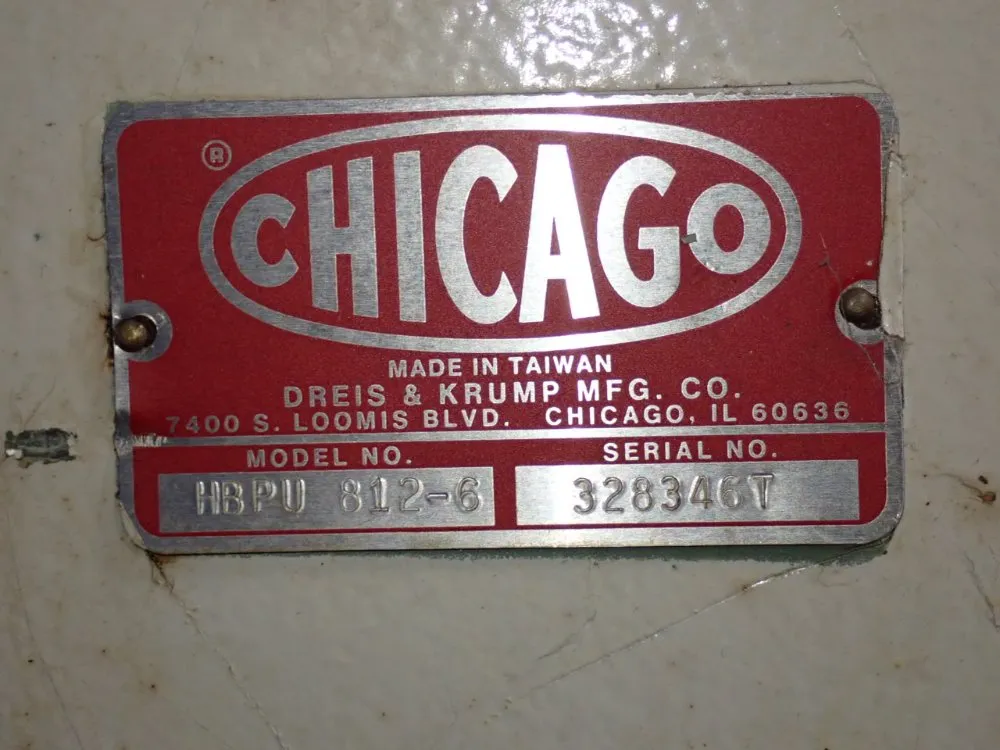 ®
CHICAGO
MADE IN TAIWAN
DREIS & KRUMP MFG. CO.
7400 S. LOOMIS BLVD. CHICAGO, IL 60636
MODEL NO. SERIAL NO.
HBPU 812-6 328346T